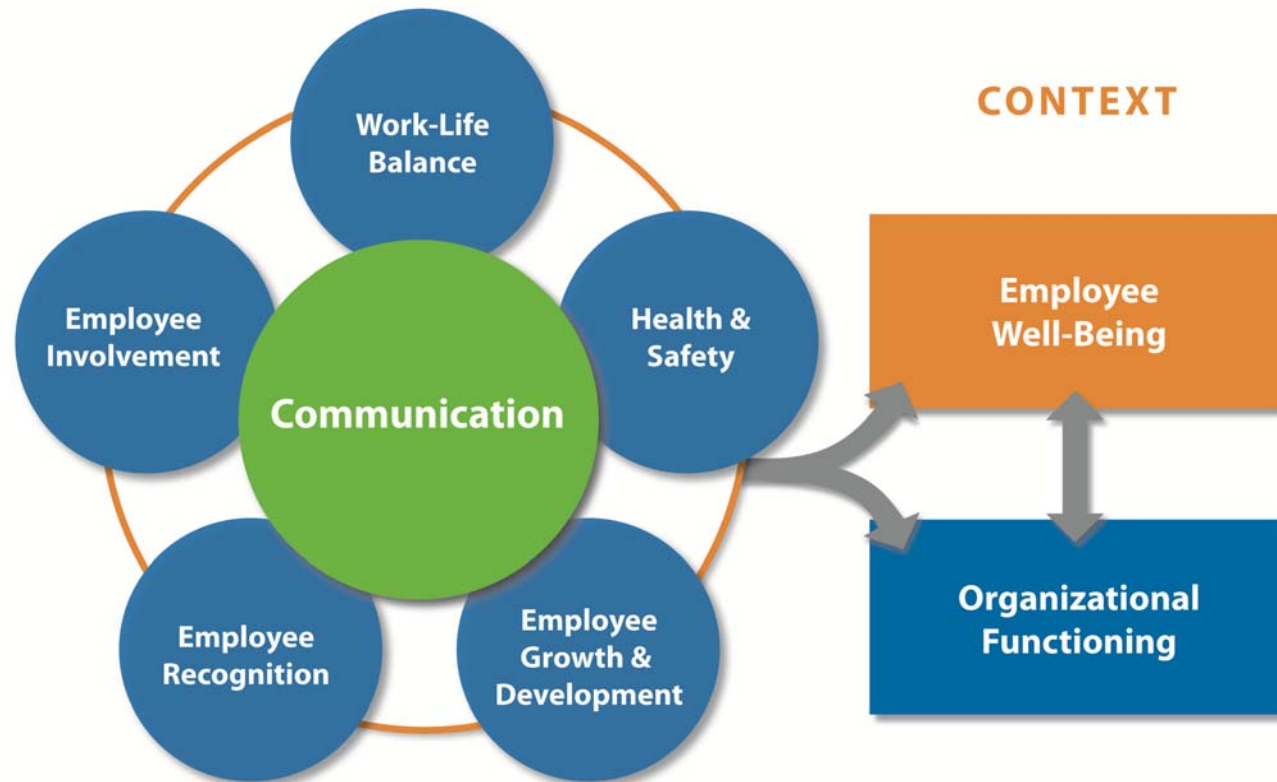 Work-Life
Balance
CONTEXT
Employee
Involvement
Health &
Safety
Employee
Well-Being
Communication
Employee
Recognition
Employee
Growth &
Development
Organizational
Functioning